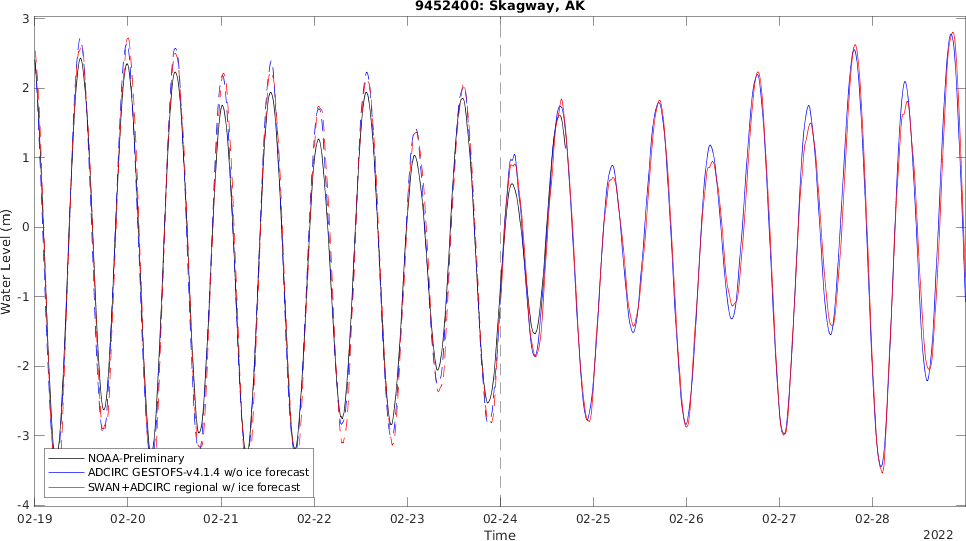 9452400: Skagway, AK
3
2
1
0
-1
-2
-3
-4
Water Level (m)
NOAA-Preliminary
ADCIRC GESTOFS-v4.1.4 w/o ice forecast
SWAN+ADCIRC regional w/ ice forecast
02-19 02-20 02-21 02-22 02-23 02-24 02-25 02-26 02-27 02-28
Time
2022